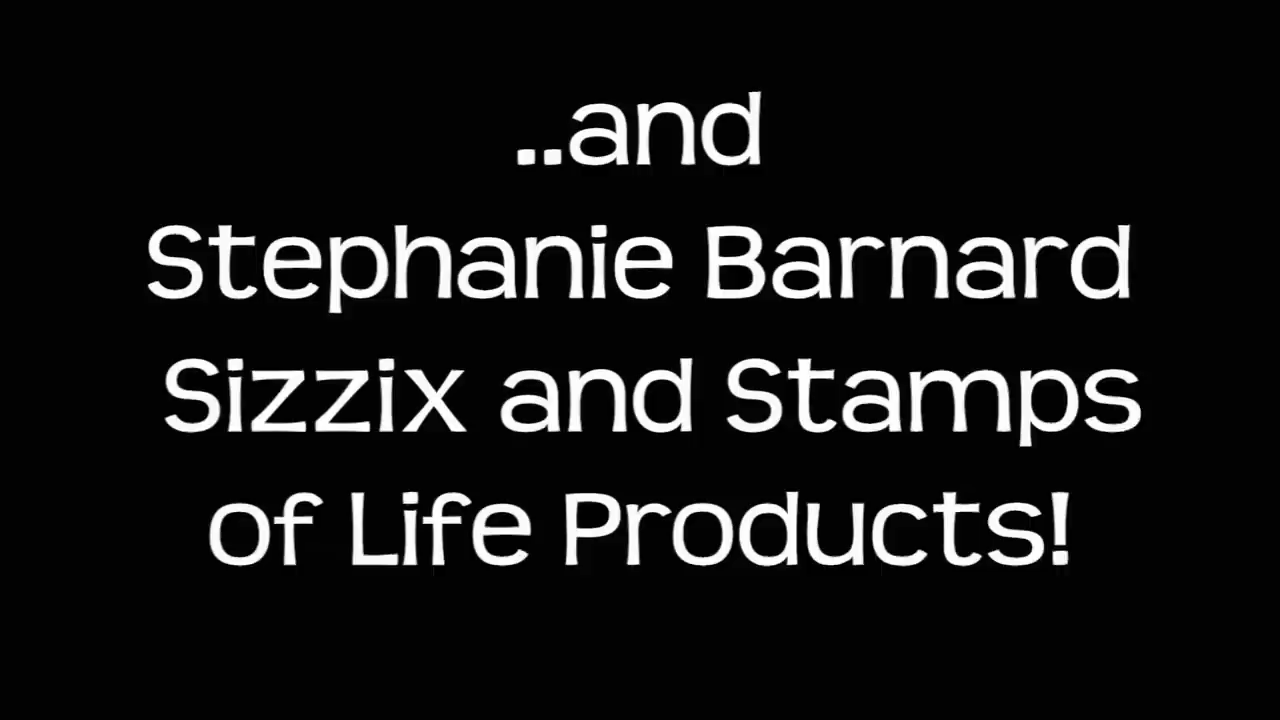 ..and
Stephanie Barnard
Sizzix and Stamps
of Life Products!